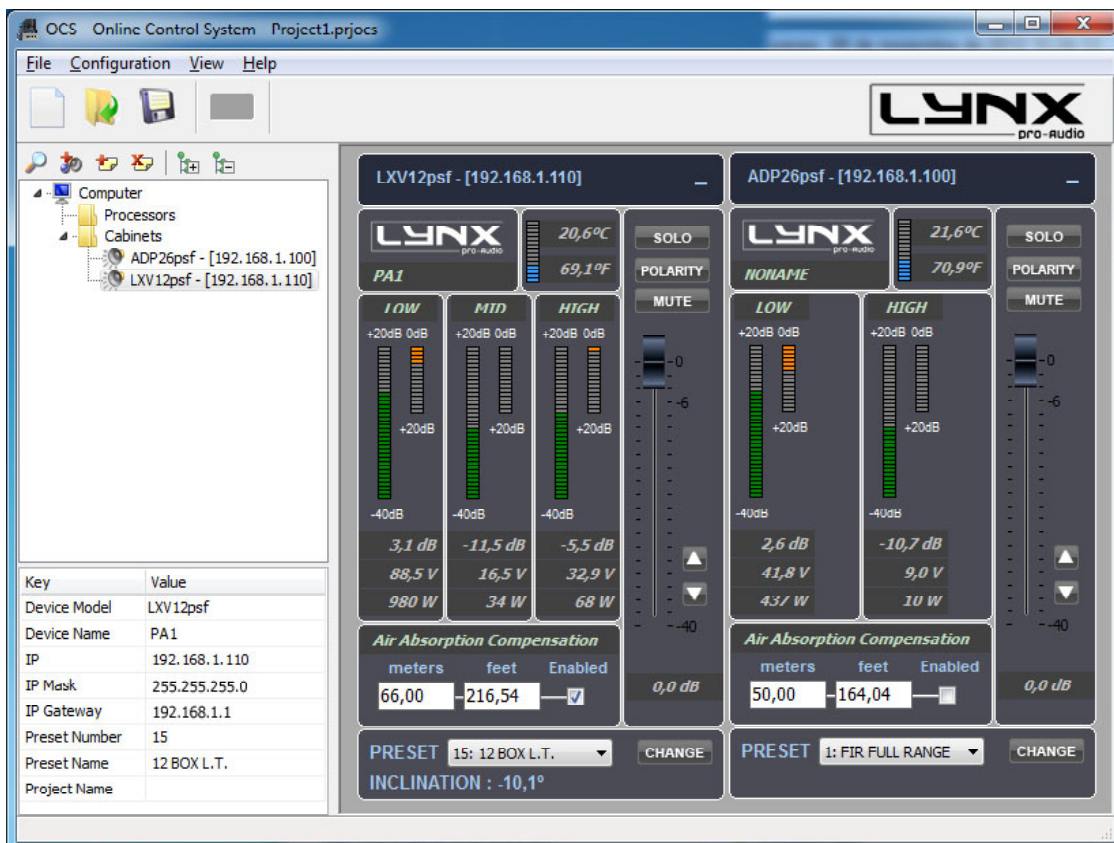 OCS Online Control System Project1.prjocs
File Configuration View Help
LYNX
pro-audio
Computer
Processors
Cabinets
ADP26psf - [192.168.1.100]
LXV12psf - [192.168.1.110]
Key Value
Device Model LXV12psf
Device Name PA1
IP 192.168.1.110
IP Mask 255.255.255.0
IP Gateway 192.168.1.1
Preset Number 15
Preset Name 12 BOX L.T.
Project Name
LXV12psf - [192.168.1.110]
LYNX
pro-audio
PA1
20,6ºC
69,1ºF
SOLO
POLARITY
MUTE
LOW MID HIGH
+20dB 0dB +20dB 0dB +20dB 0dB
+20dB +20dB +20dB
-40dB -40dB -40dB
3,1 dB -11,5 dB -5,5 dB
88,5 V 16,5 V 32,9 V
980 W 34 W 68 W
-0
-6
-40
0,0 dB
Air Absorption Compensation
meters feet Enabled
66,00 216,54
PRESET 15: 12 BOX L.T. CHANGE
INCLINATION : -10,1º
ADP26psf - [192.168.1.100]
LYNX
pro-audio
NONAME
21,6ºC
70,9ºF
SOLO
POLARITY
MUTE
LOW HIGH
+20dB 0dB +20dB 0dB
+20dB +20dB
-40dB -40dB
2,6 dB -10,7 dB
41,8 V 9,0 V
437 W 10 W
-0
-6
-40
0,0 dB
Air Absorption Compensation
meters feet Enabled
50,00 164,04
PRESET 1: FIR FULL RANGE CHANGE